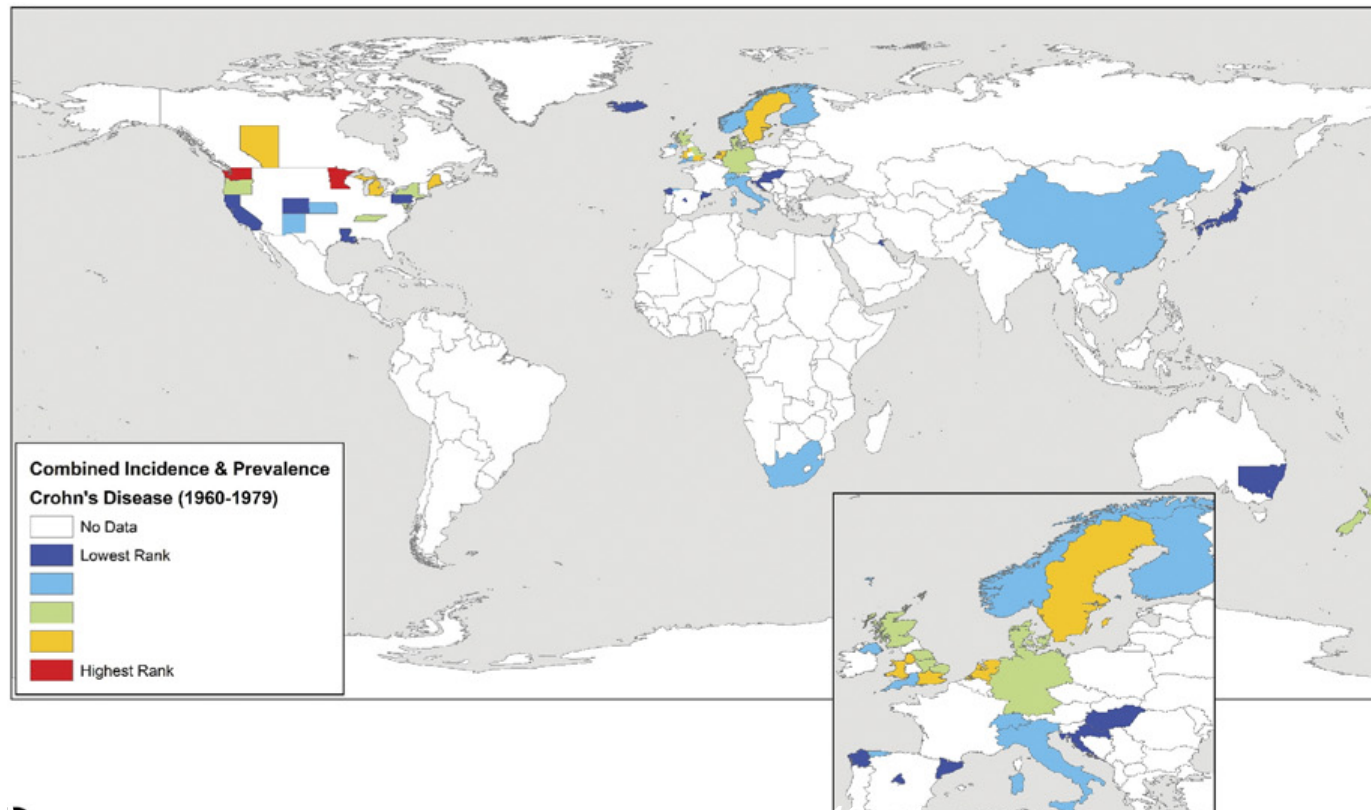 Combined Incidence & Prevalence
Crohn's Disease (1960-1979)
No Data
Lowest Rank
Highest Rank